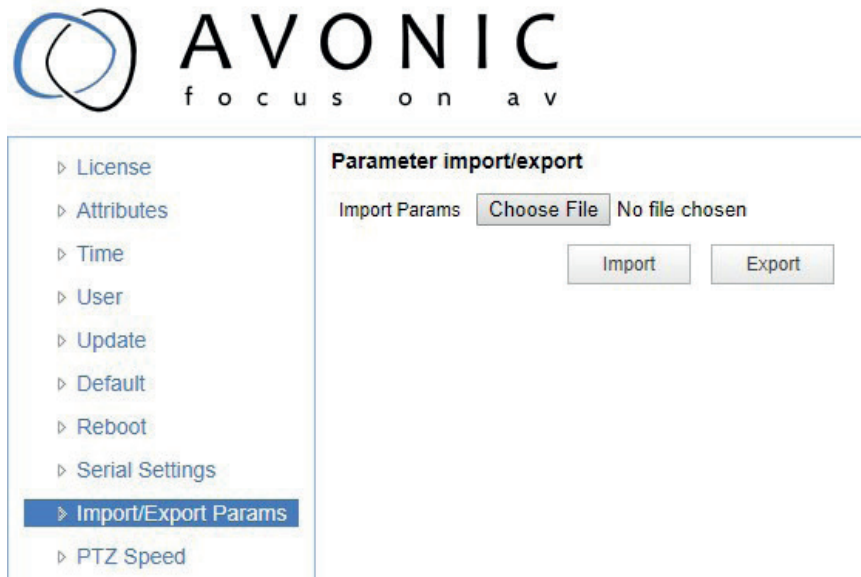 AVONIC
focus on av
License
Attributes
Time
User
Update
Default
Reboot
Serial Settings
Import/Export Params
PTZ Speed
Parameter import/export
Import Params Choose File No file chosen
Import Export